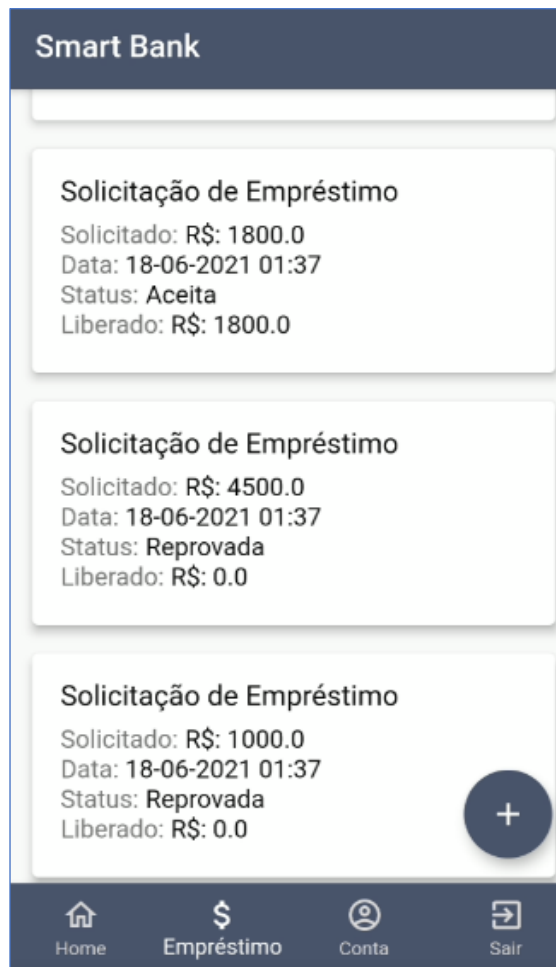 Smart Bank
Solicitação de Empréstimo
Solicitado: R$: 1800.0
Data: 18-06-2021 01:37
Status: Aceita
Liberado: R$: 1800.0
Solicitação de Empréstimo
Solicitado: R$: 4500.0
Data: 18-06-2021 01:37
Status: Reprovada
Liberado: R$: 0.0
Solicitação de Empréstimo
Solicitado: R$: 1000.0
Data: 18-06-2021 01:37
Status: Reprovada
Liberado: R$: 0.0
Home Empréstimo Conta Sair